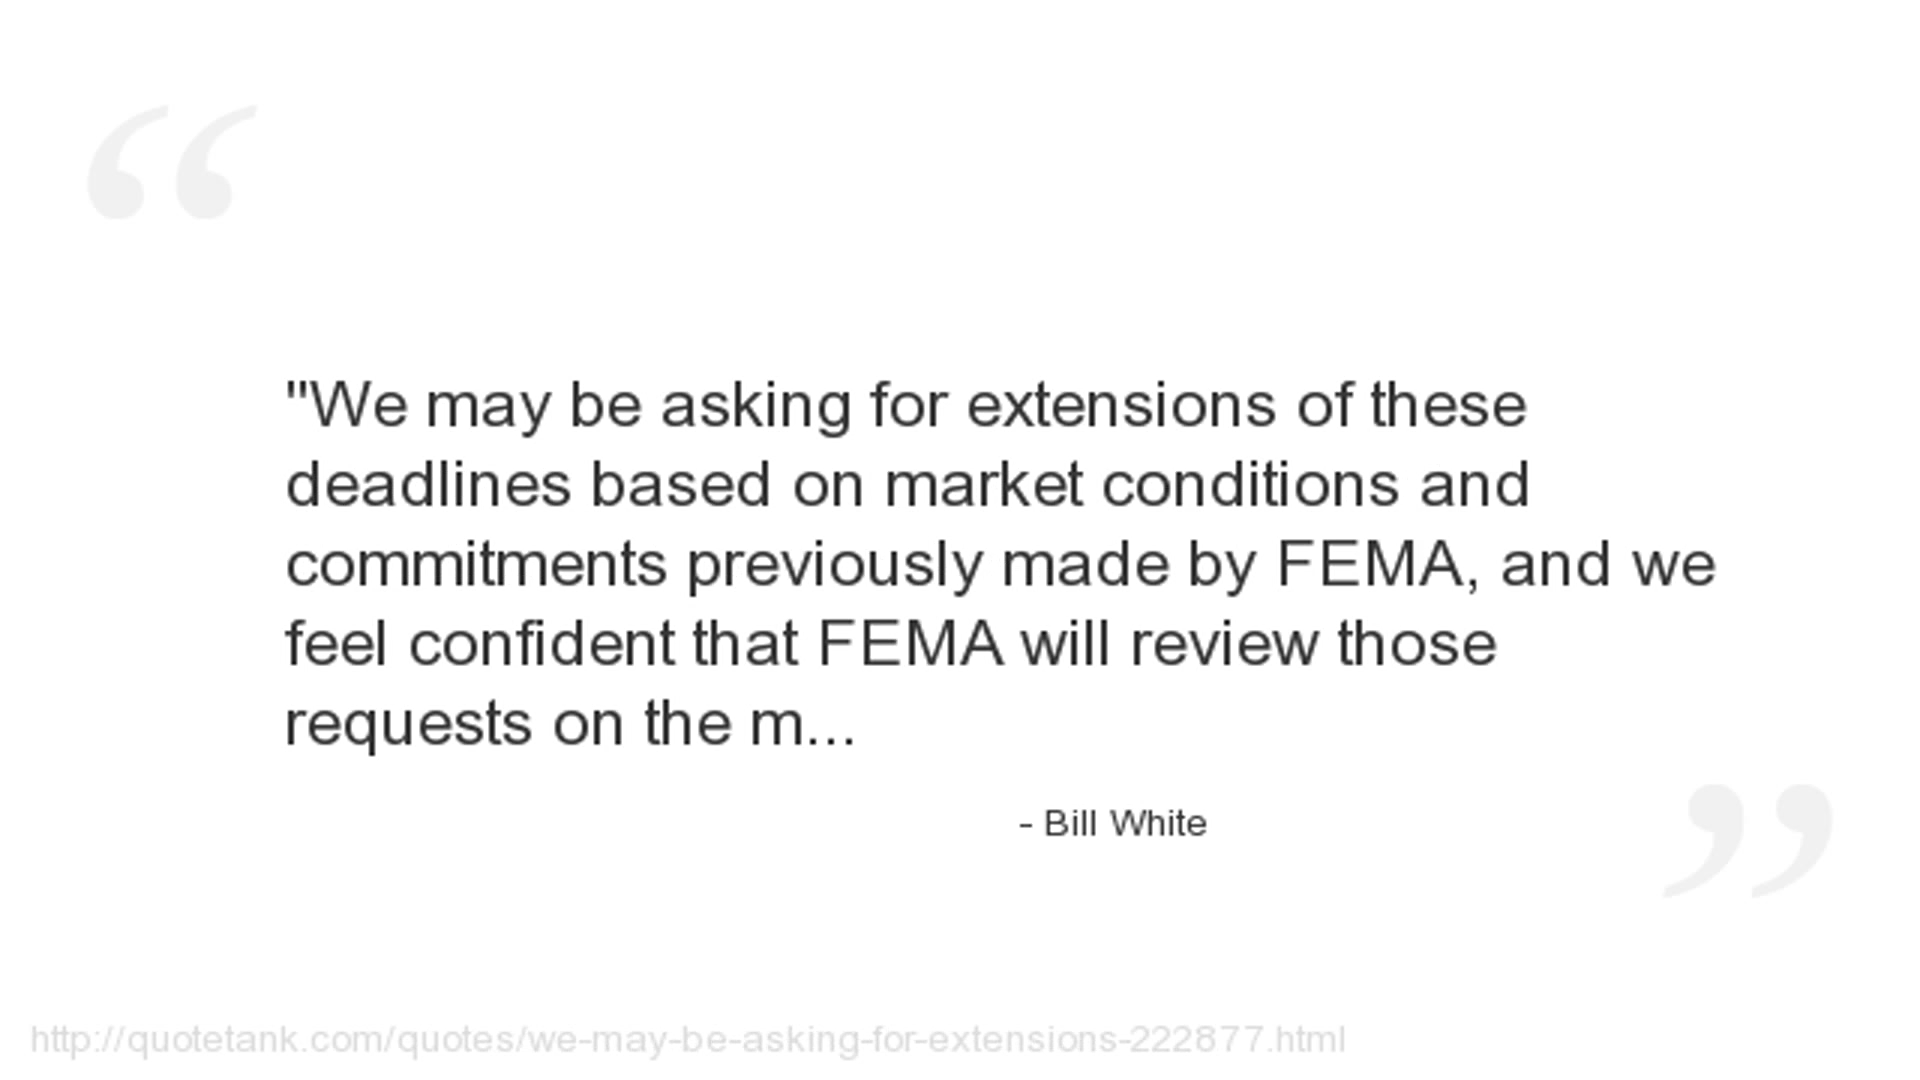 "We may be asking for extensions of these
deadlines based on market conditions and
commitments previously made by FEMA, and we
feel confident that FEMA will review those
requests on the m...
- Bill White
http://quotetank.com/quotes/we-may-be-asking-for-extensions-222877.html